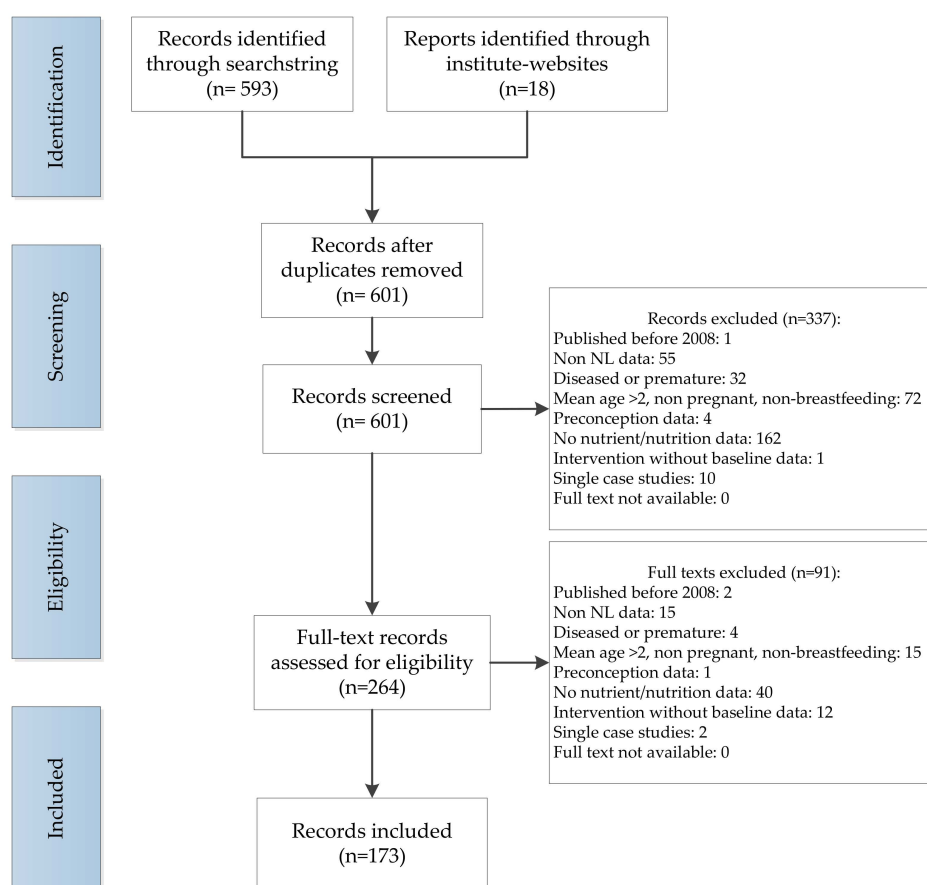 Identification
Records identified
through searchstring
(n= 593)
Reports identified through
institute-websites
(n=18)
Screening
Records after
duplicates removed
(n= 601)
Records screened
(n= 601)
Records excluded (n=337):
Published before 2008: 1
Non NL data: 55
Diseased or premature: 32
Mean age >2, non pregnant, non-breastfeeding: 72
Preconception data: 4
No nutrient/nutrition data: 162
Intervention without baseline data: 1
Single case studies: 10
Full text not available: 0
Eligibility
Full-text records
assessed for eligibility
(n=264)
Full texts excluded (n=91):
Published before 2008: 2
Non NL data: 15
Diseased or premature: 4
Mean age >2, non pregnant, non-breastfeeding: 15
Preconception data: 1
No nutrient/nutrition data: 40
Intervention without baseline data: 12
Single case studies: 2
Full text not available: 0
Included
Records included
(n=173)